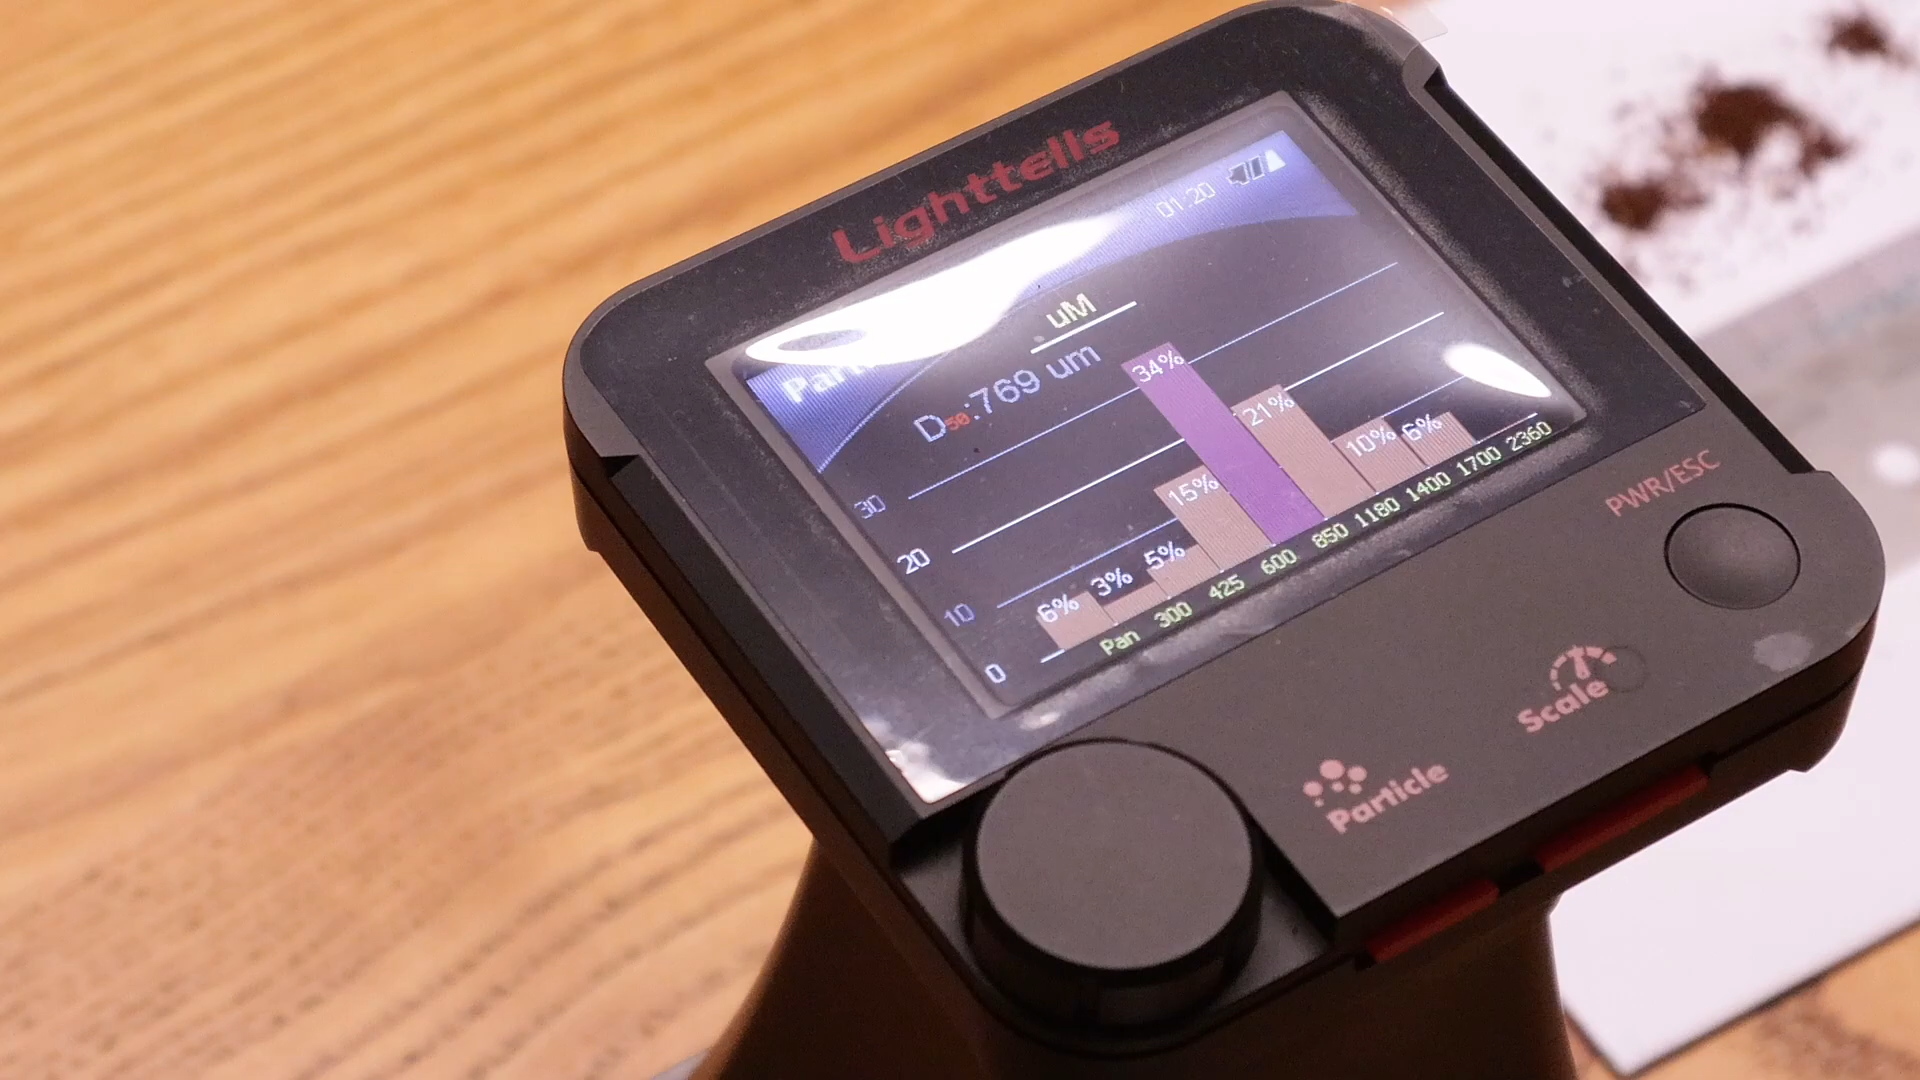 Lighttells
01:20
uM
D50:769 um
30
20
10
0
6% 3% 5% 15% 34% 21% 10% 6%
Pan 300 425 600 850 1180 1400 1700 2360
PWR/ESC
Scale
Particle